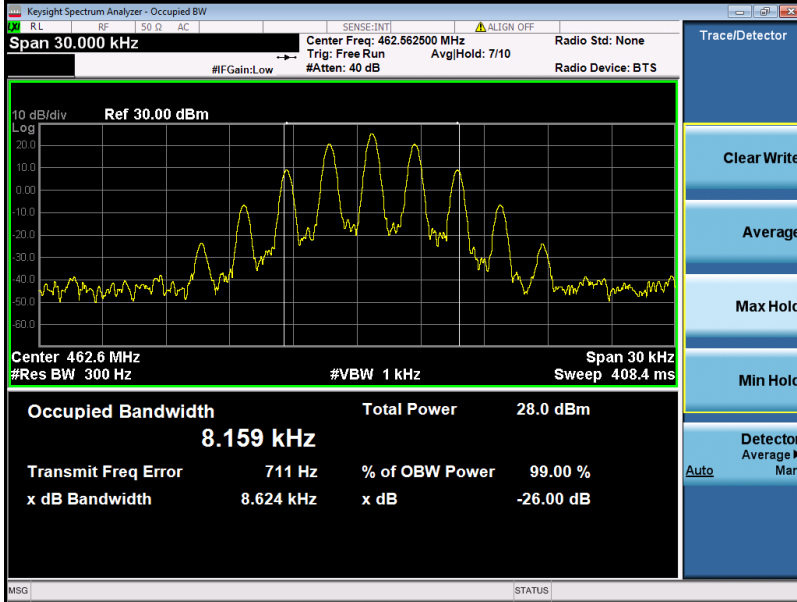 Keysight Spectrum Analyzer - Occupied BW
LXI RL RF 50 Ω AC SENSE:INT ALIGN OFF
Span 30.000 kHz
Center Freq: 462.562500 MHz
Radio Std: None
Trig: Free Run Avg|Hold: 7/10
#IFGain:Low
#Atten: 40 dB
Radio Device: BTS
10 dB/div Ref 30.00 dBm
Log
20.0
10.0
0.00
-10.0
-20.0
-30.0
-40.0
-50.0
-60.0
Center 462.6 MHz
Span 30 kHz
#Res BW 300 Hz
#VBW 1 kHz
Sweep 408.4 ms
Occupied Bandwidth
8.159 kHz
Total Power 28.0 dBm
Transmit Freq Error 711 Hz
% of OBW Power 99.00 %
x dB Bandwidth 8.624 kHz
x dB -26.00 dB
MSG
STATUS
Trace/Detector
Clear Write
Average
Max Hold
Min Hold
Detector
Average
Auto Man